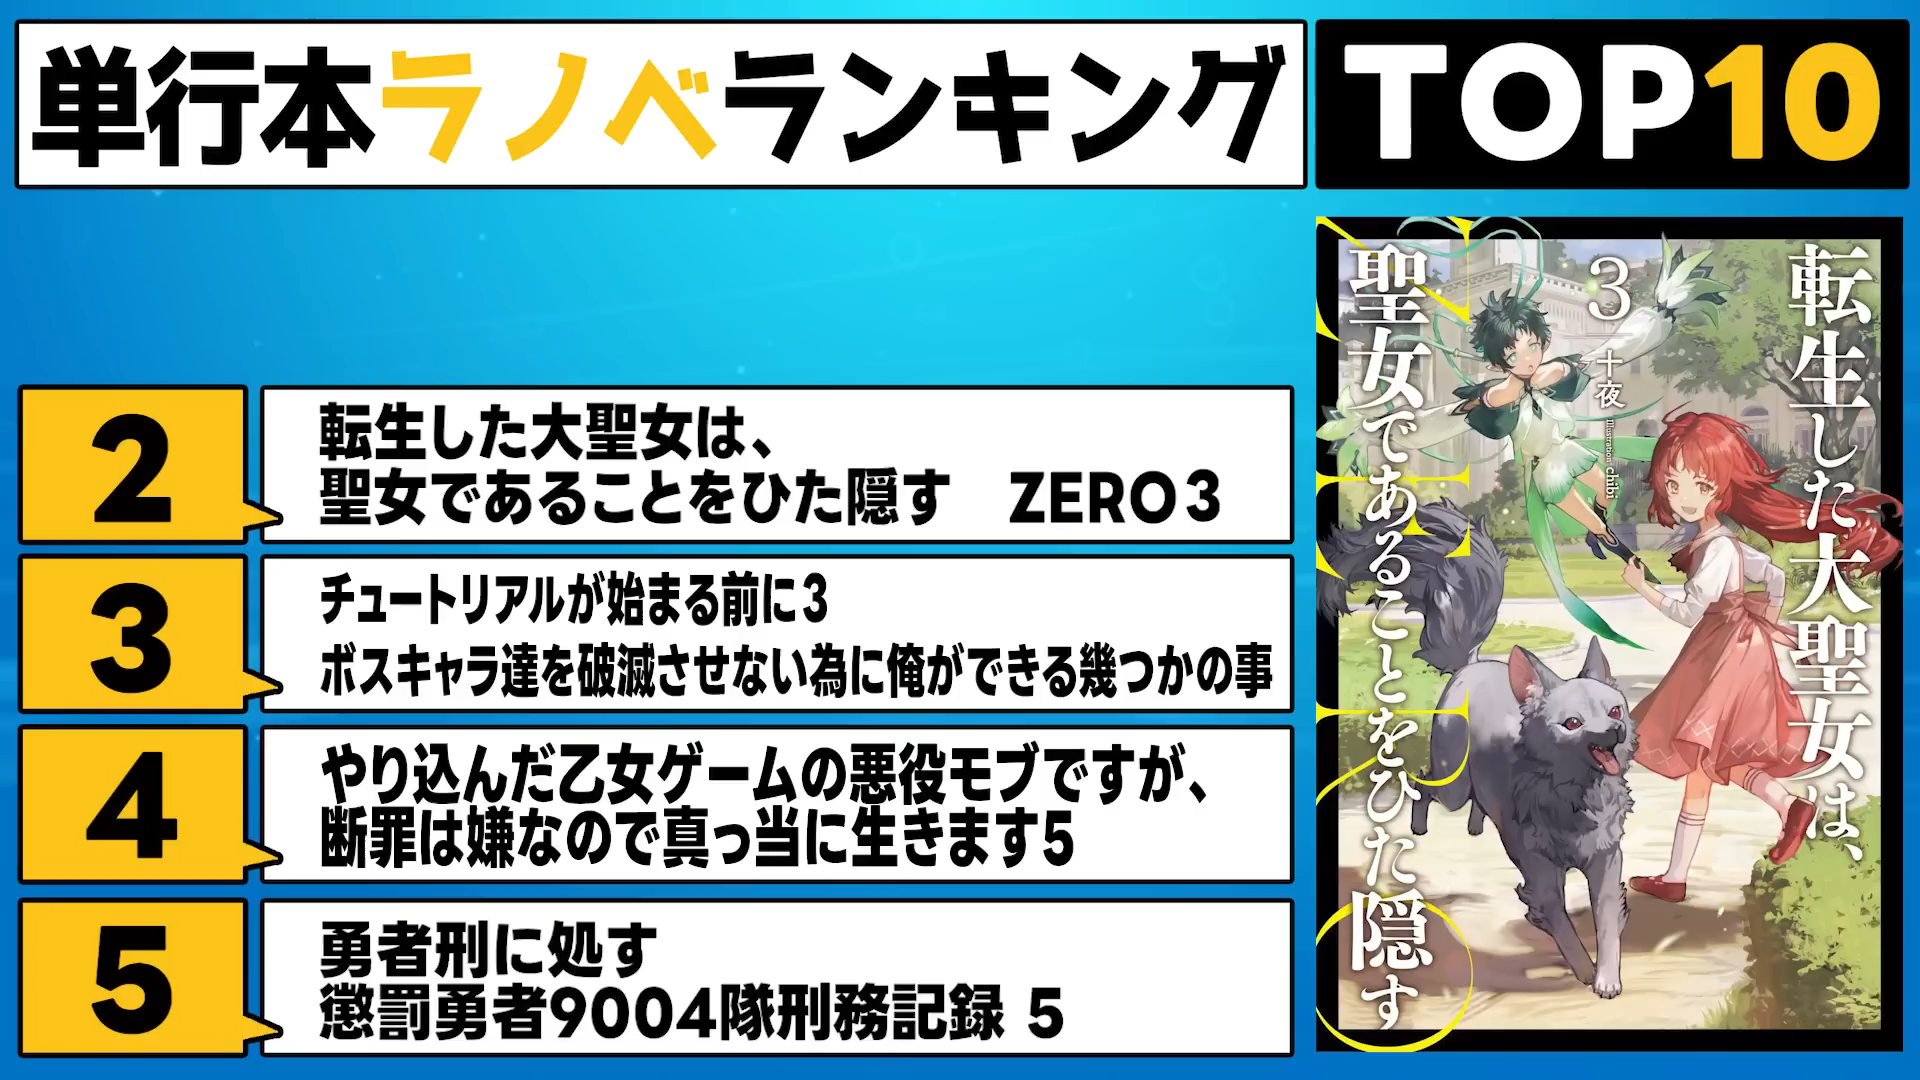 単行本ラノベランキング
TOP10
2
転生した大聖女は、
聖女であることをひた隠す　ZERO3
3
チュートリアルが始まる前に3
ボスキャラ達を破滅させない為に俺ができる幾つかの事
4
やり込んだ乙女ゲームの悪役モブですが、
断罪は嫌なので真っ当に生きます5
5
勇者刑に処す
懲罰勇者9004隊刑務記録 5
転生した大聖女は、
3
十夜
Illustration chibi
聖女であることをひた隠す
ZERO